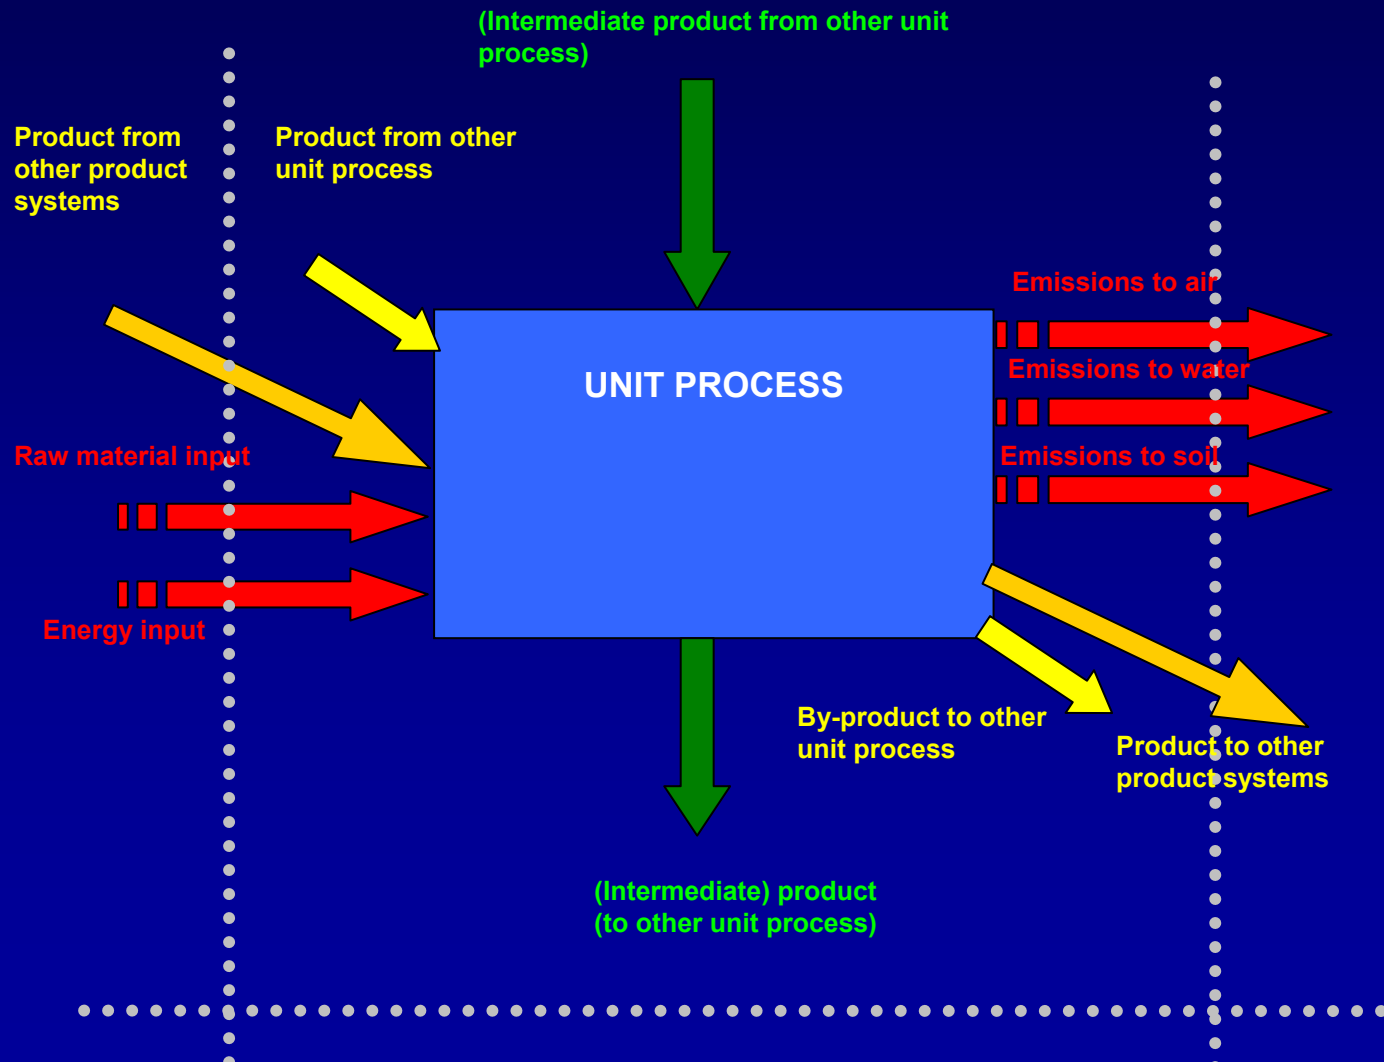 (Intermediate product from other unit
process)
Product from
other product
systems
Product from other
unit process
Emissions to air
UNIT PROCESS
Emissions to water
Raw material input
Emissions to soil
Energy input
By-product to other
unit process
Product to other
product systems
(Intermediate) product
(to other unit process)